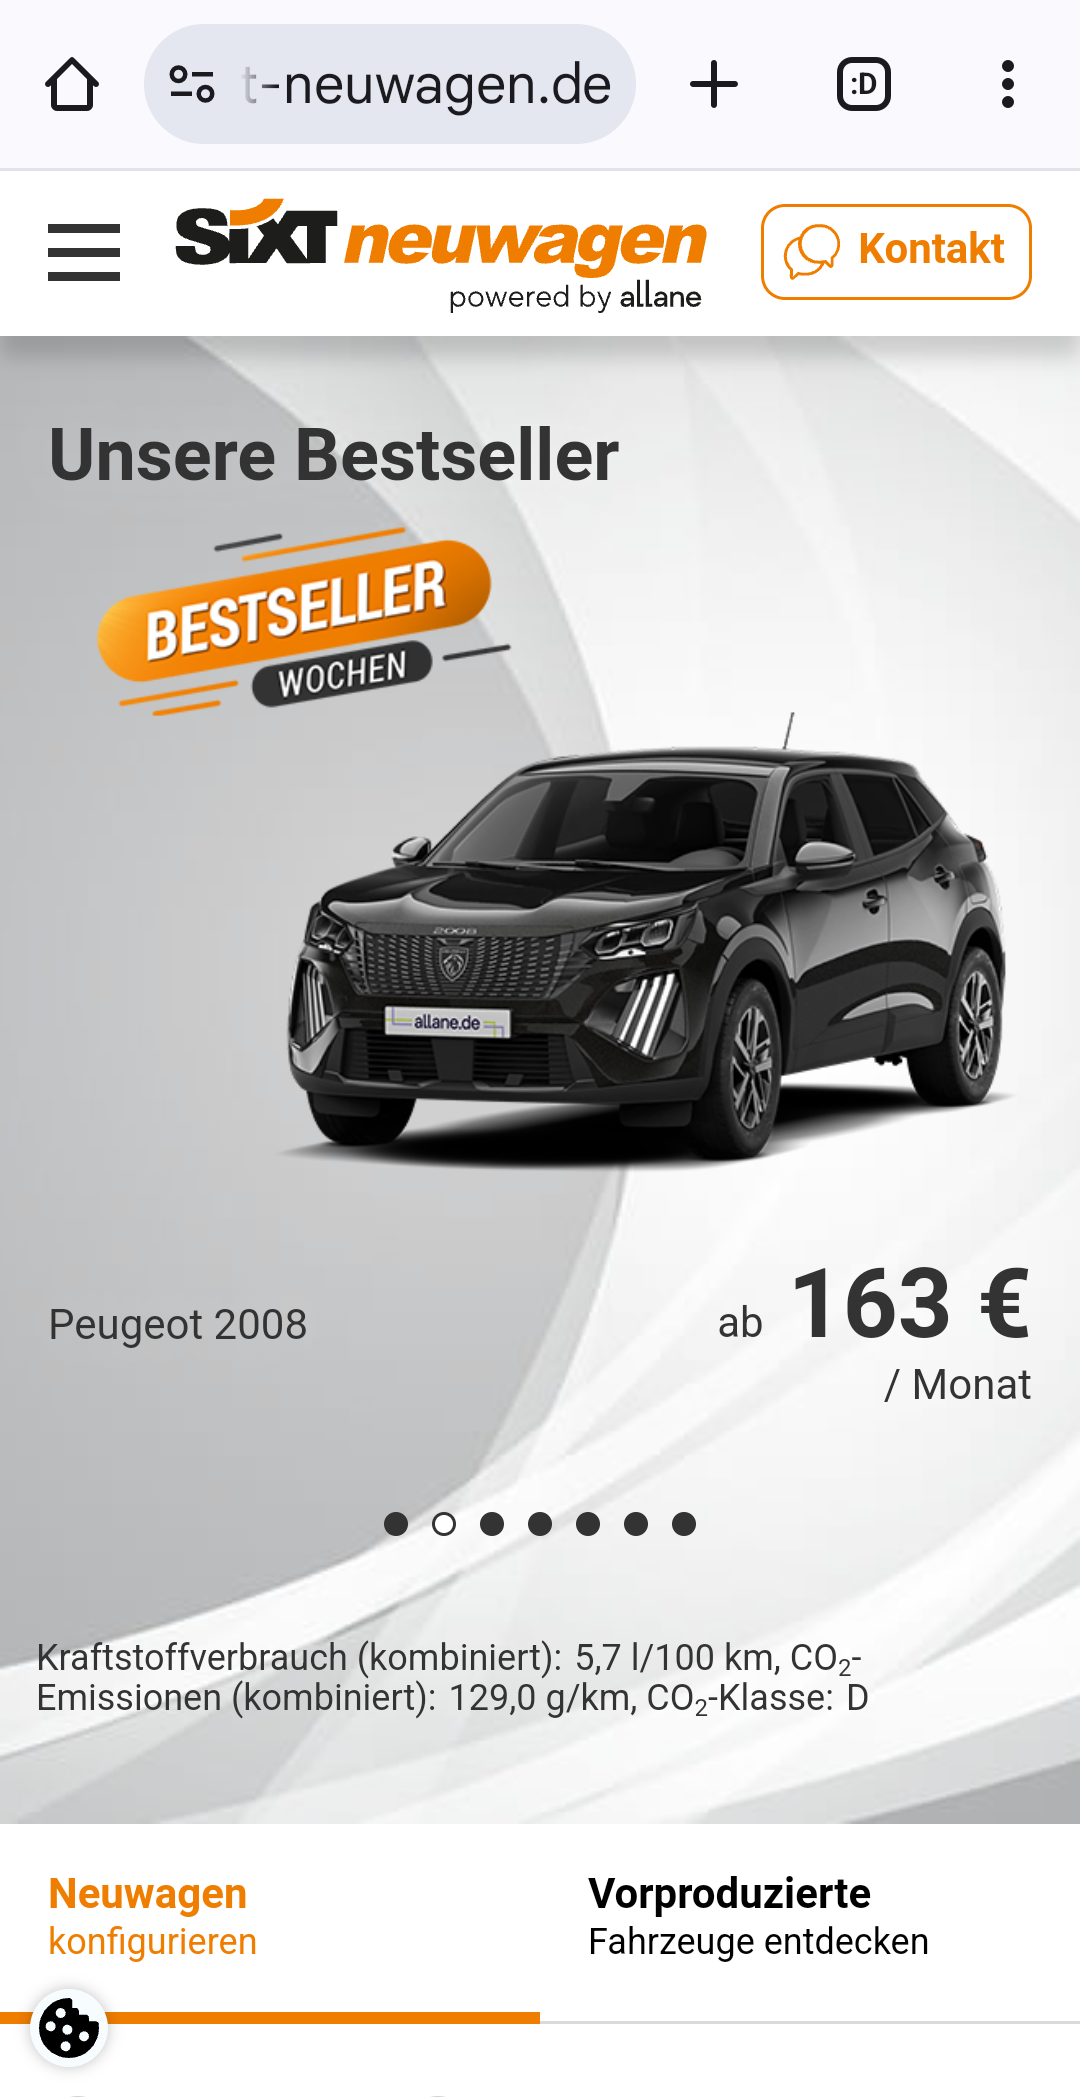 t-neuwagen.de
:D
SIXT neuwagen
powered by allane
Kontakt
Unsere Bestseller
BESTSELLER
WOCHEN
2008
allane.de
Peugeot 2008
ab 163 €
/ Monat
Kraftstoffverbrauch (kombiniert): 5,7 l/100 km, CO₂-
Emissionen (kombiniert): 129,0 g/km, CO₂-Klasse: D
Neuwagen
konfigurieren
Vorproduzierte
Fahrzeuge entdecken